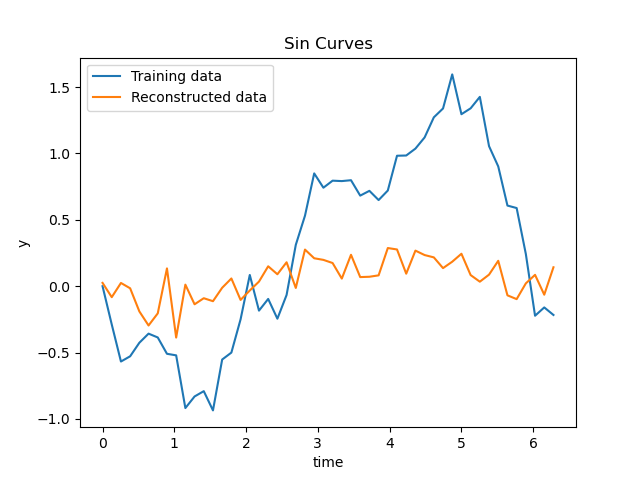 Sin Curves
Training data
Reconstructed data
1.5
1.0
0.5
0.0
−0.5
−1.0
y
0 1 2 3 4 5 6
time